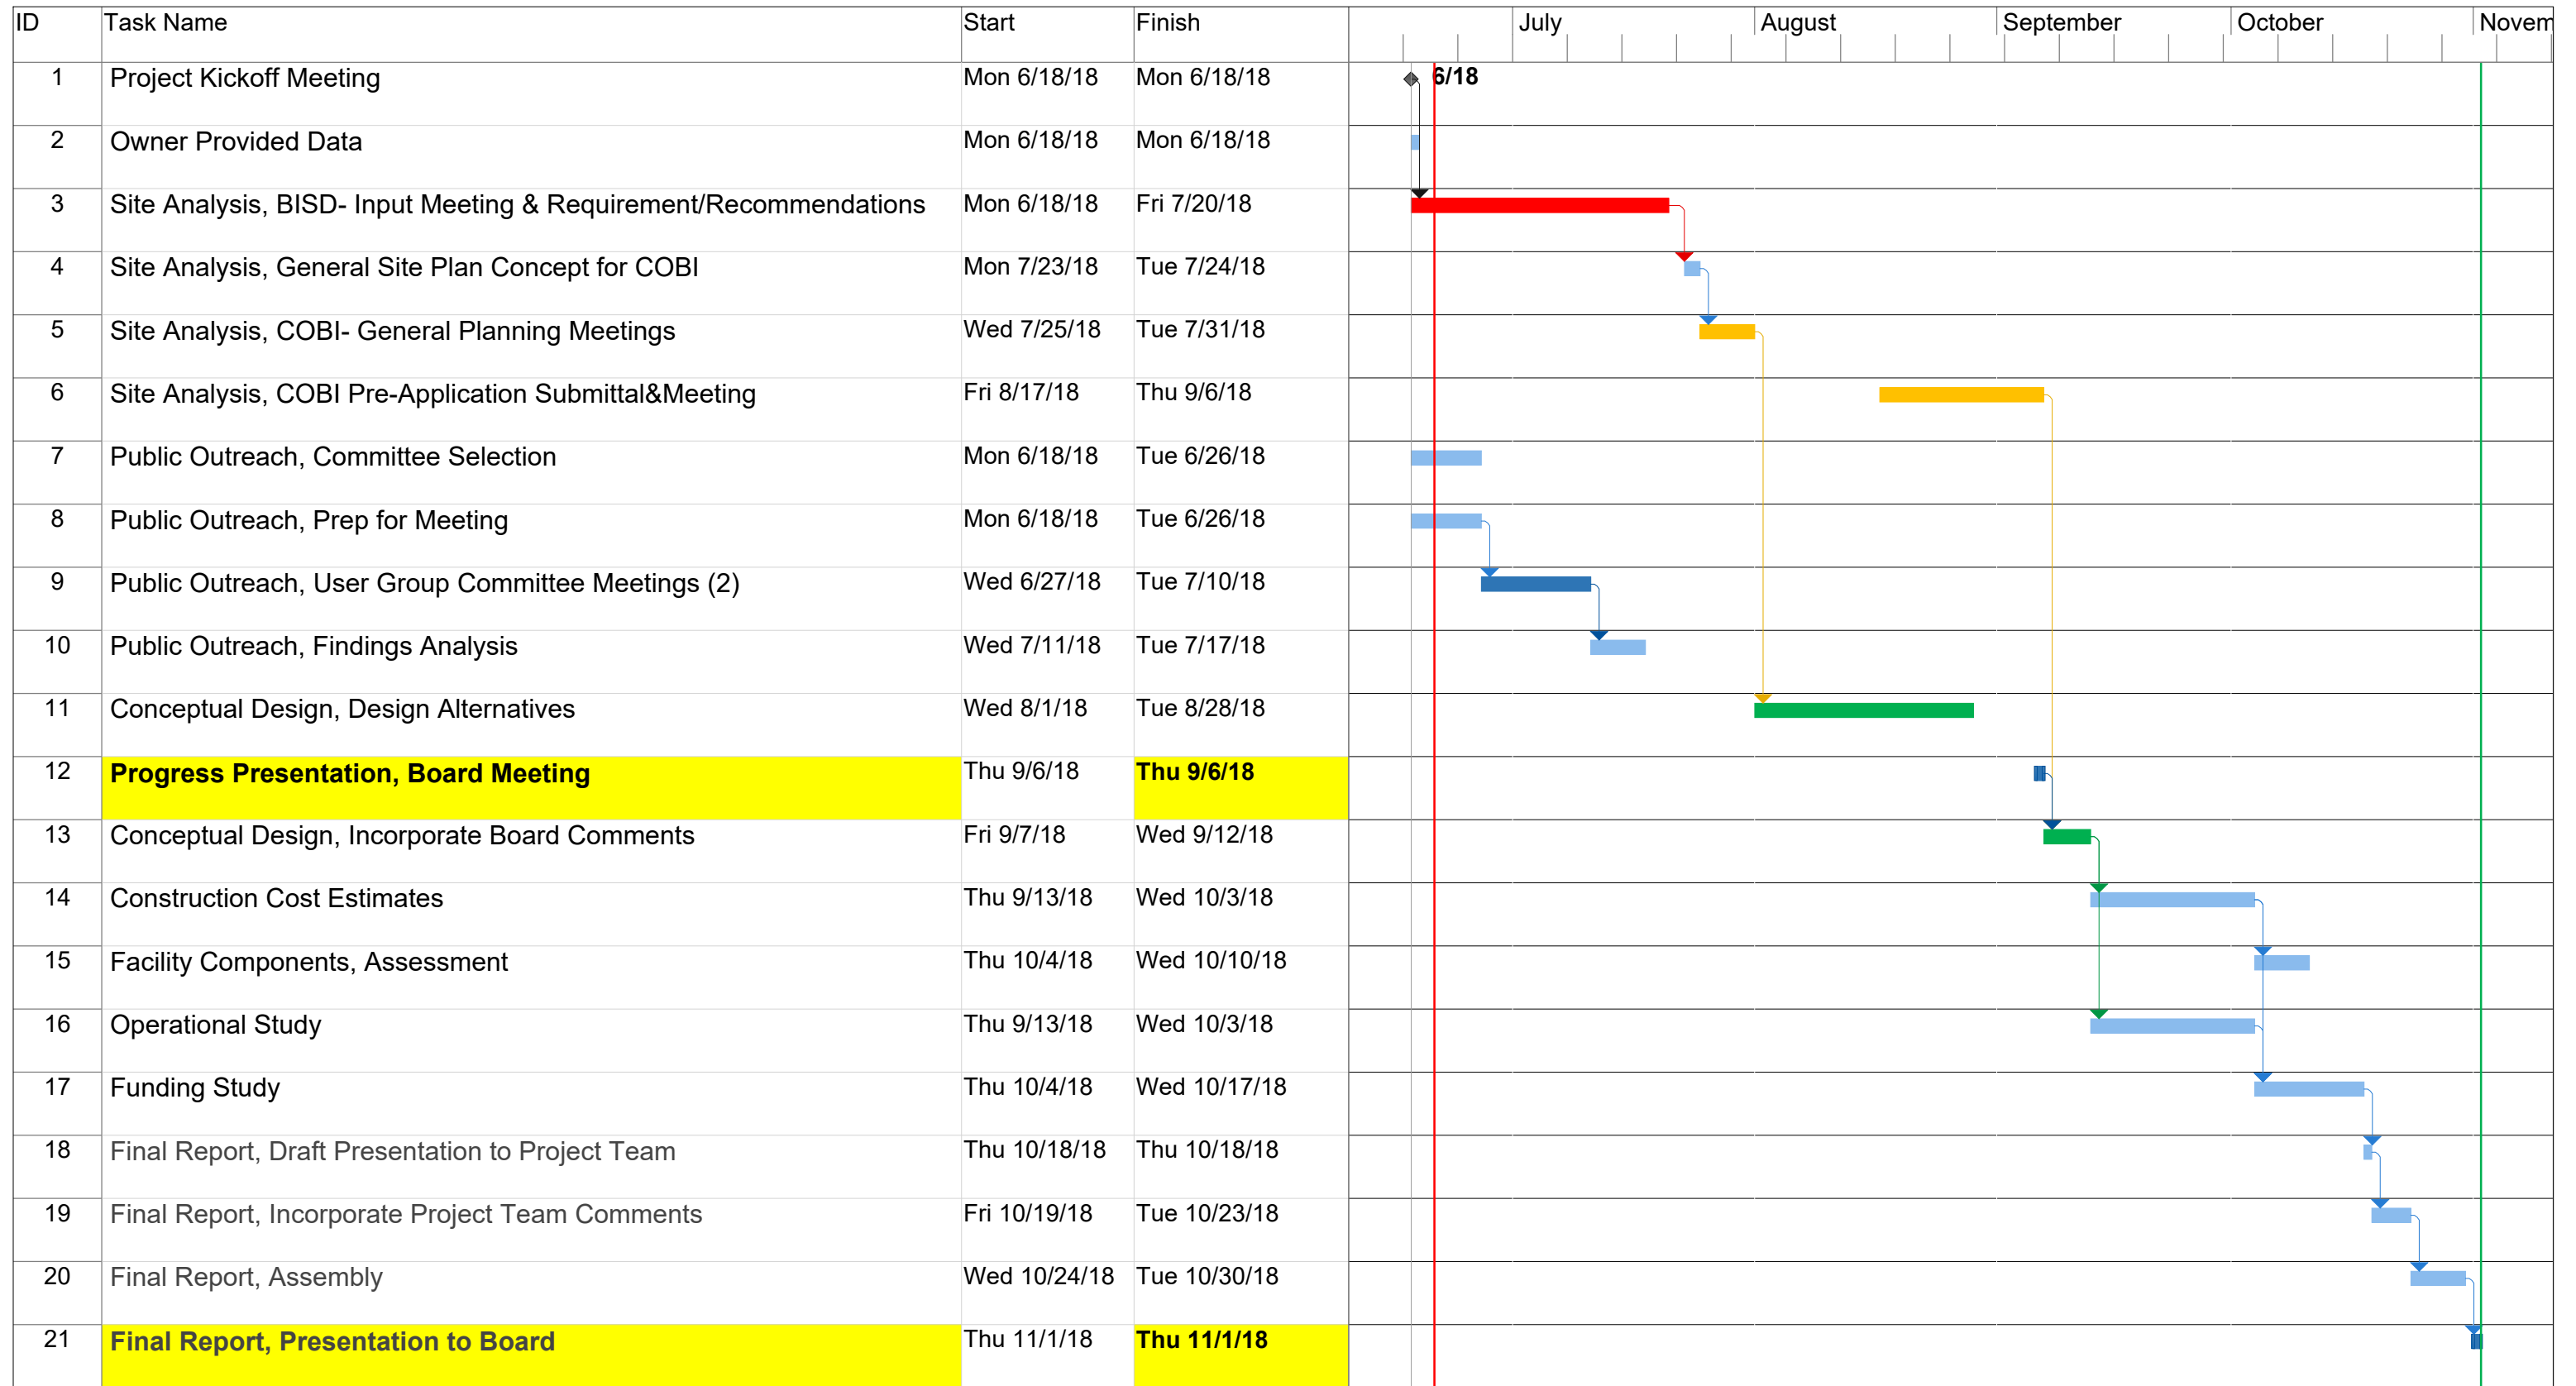 ID Task Name Start Finish July August September October Novem
1 Project Kickoff Meeting Mon 6/18/18 Mon 6/18/18 6/18
2 Owner Provided Data Mon 6/18/18 Mon 6/18/18
3 Site Analysis, BISD- Input Meeting & Requirement/Recommendations Mon 6/18/18 Fri 7/20/18
4 Site Analysis, General Site Plan Concept for COBI Mon 7/23/18 Tue 7/24/18
5 Site Analysis, COBI- General Planning Meetings Wed 7/25/18 Tue 7/31/18
6 Site Analysis, COBI Pre-Application Submittal&Meeting Fri 8/17/18 Thu 9/6/18
7 Public Outreach, Committee Selection Mon 6/18/18 Tue 6/26/18
8 Public Outreach, Prep for Meeting Mon 6/18/18 Tue 6/26/18
9 Public Outreach, User Group Committee Meetings (2) Wed 6/27/18 Tue 7/10/18
10 Public Outreach, Findings Analysis Wed 7/11/18 Tue 7/17/18
11 Conceptual Design, Design Alternatives Wed 8/1/18 Tue 8/28/18
12 Progress Presentation, Board Meeting Thu 9/6/18 Thu 9/6/18
13 Conceptual Design, Incorporate Board Comments Fri 9/7/18 Wed 9/12/18
14 Construction Cost Estimates Thu 9/13/18 Wed 10/3/18
15 Facility Components, Assessment Thu 10/4/18 Wed 10/10/18
16 Operational Study Thu 9/13/18 Wed 10/3/18
17 Funding Study Thu 10/4/18 Wed 10/17/18
18 Final Report, Draft Presentation to Project Team Thu 10/18/18 Thu 10/18/18
19 Final Report, Incorporate Project Team Comments Fri 10/19/18 Tue 10/23/18
20 Final Report, Assembly Wed 10/24/18 Tue 10/30/18
21 Final Report, Presentation to Board Thu 11/1/18 Thu 11/1/18